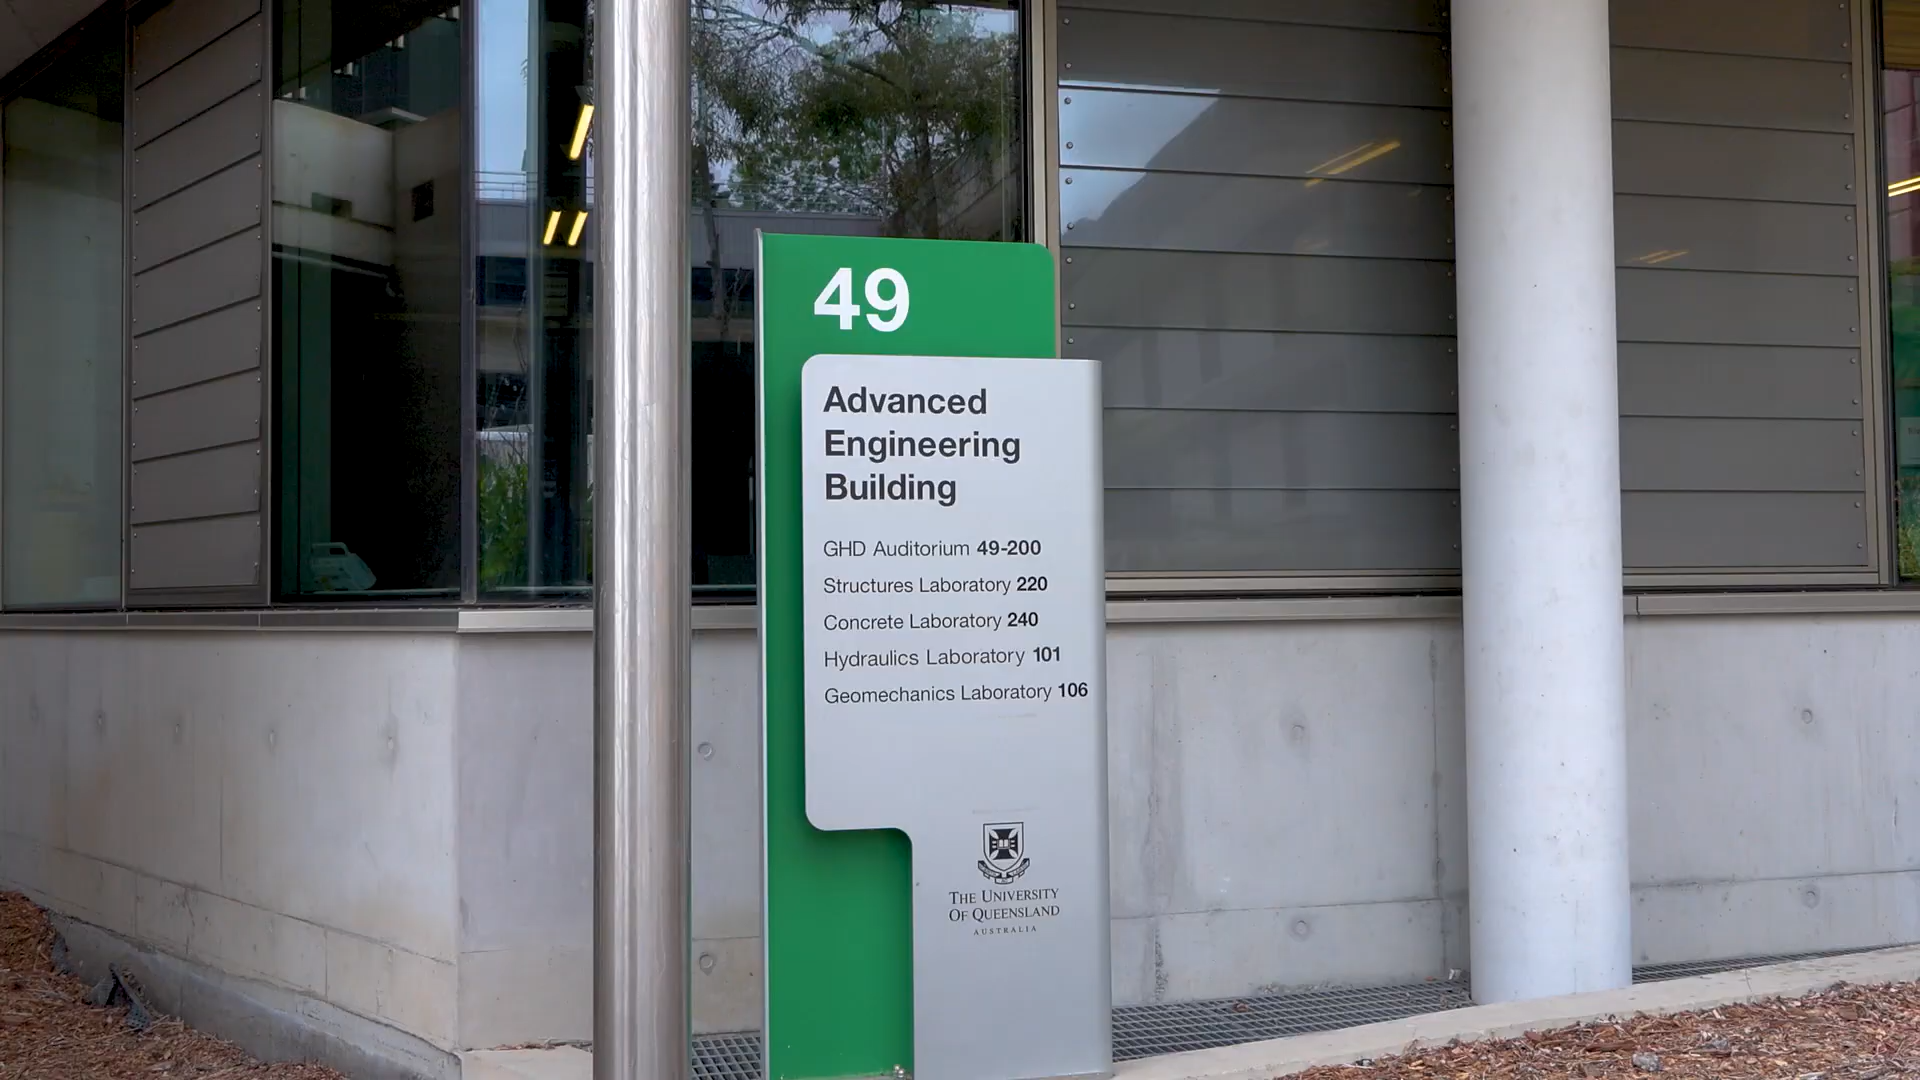 49
Advanced
Engineering
Building
GHD Auditorium 49-200
Structures Laboratory 220
Concrete Laboratory 240
Hydraulics Laboratory 101
Geomechanics Laboratory 106
THE UNIVERSITY
OF QUEENSLAND
AUSTRALIA